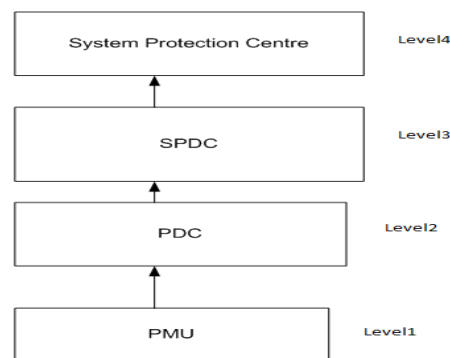 System Protection Centre Level4
SPDC Level3
PDC Level2
PMU Level1